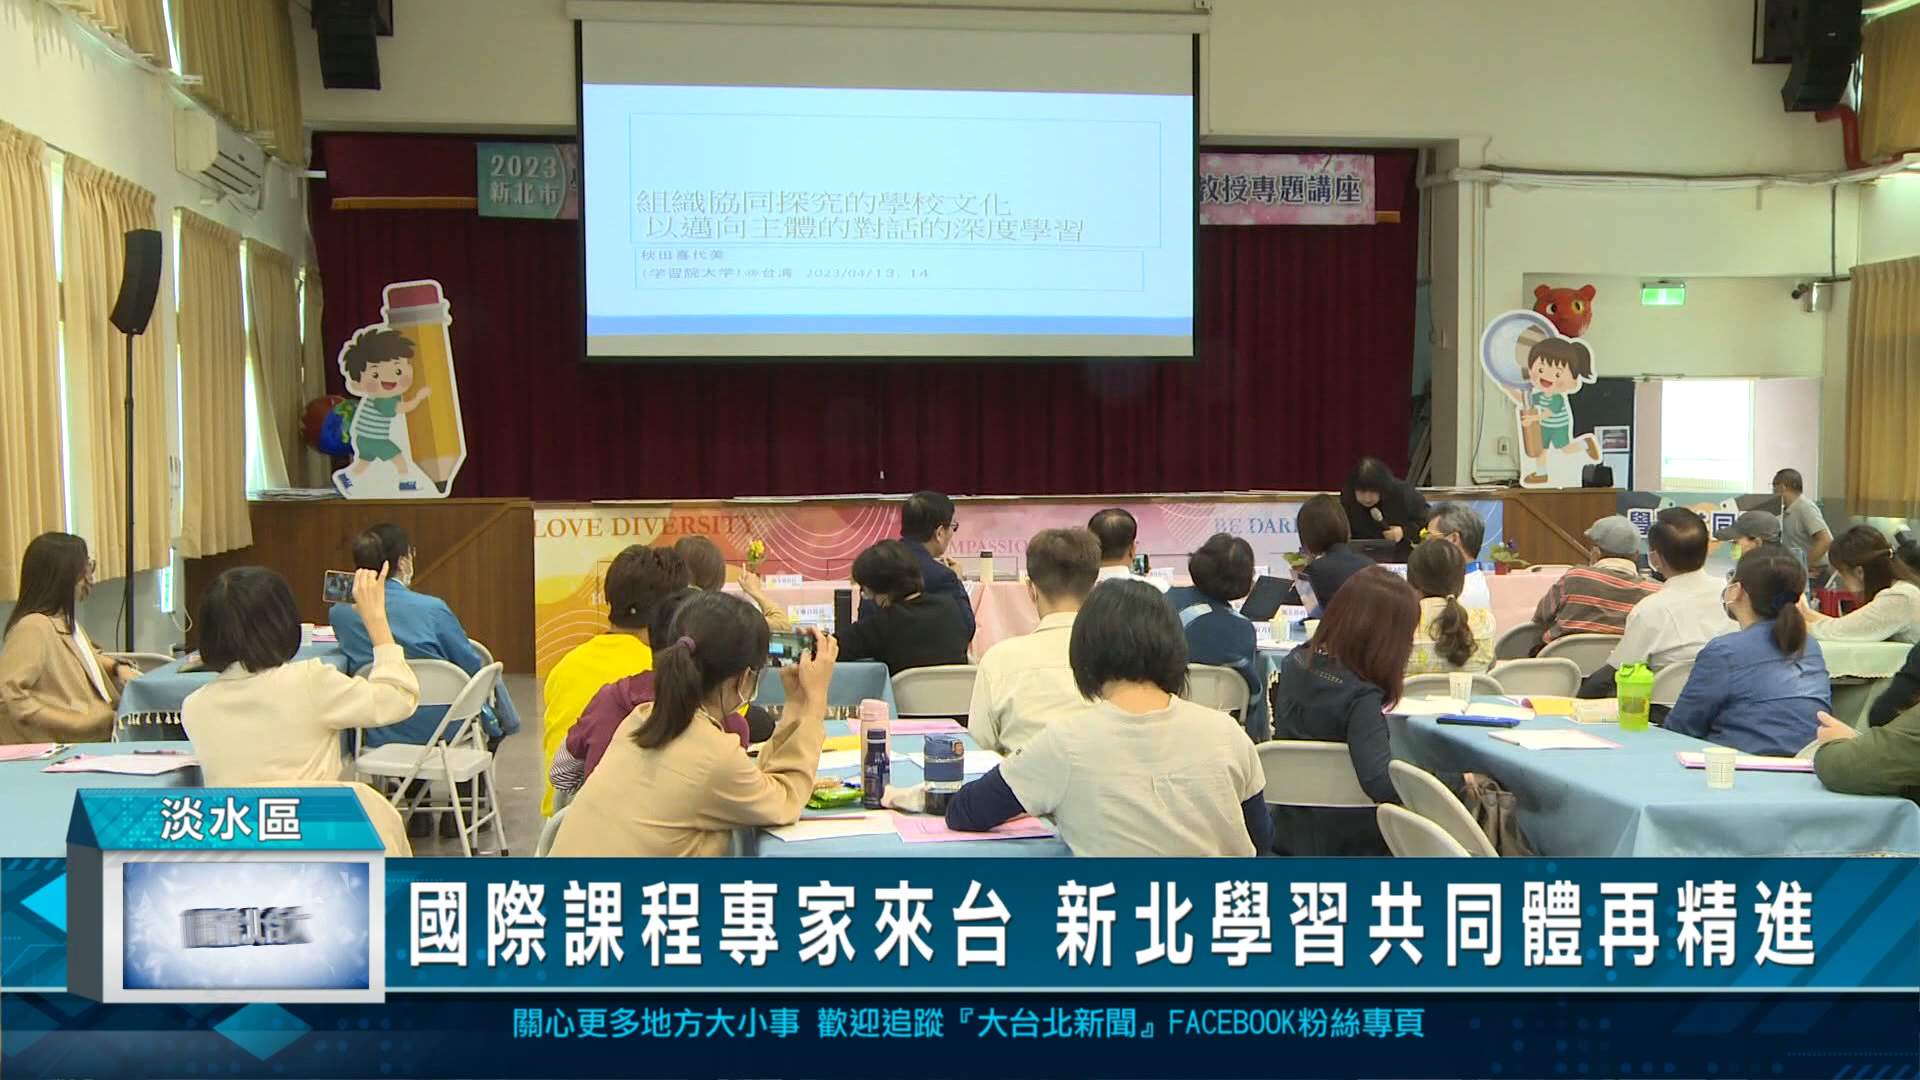 2023
新北市
教授專題講座
組織協同探究的學校文化
以邁向主體的對話的深度學習
秋田喜代美
(学習院大学)@台湾 2023/04/13, 14
LOVE DIVERSITY
BE DARI
淡水區
國際課程專家來台 新北學習共同體再精進
關心更多地方大小事 歡迎追蹤『大台北新聞』FACEBOOK粉絲專頁